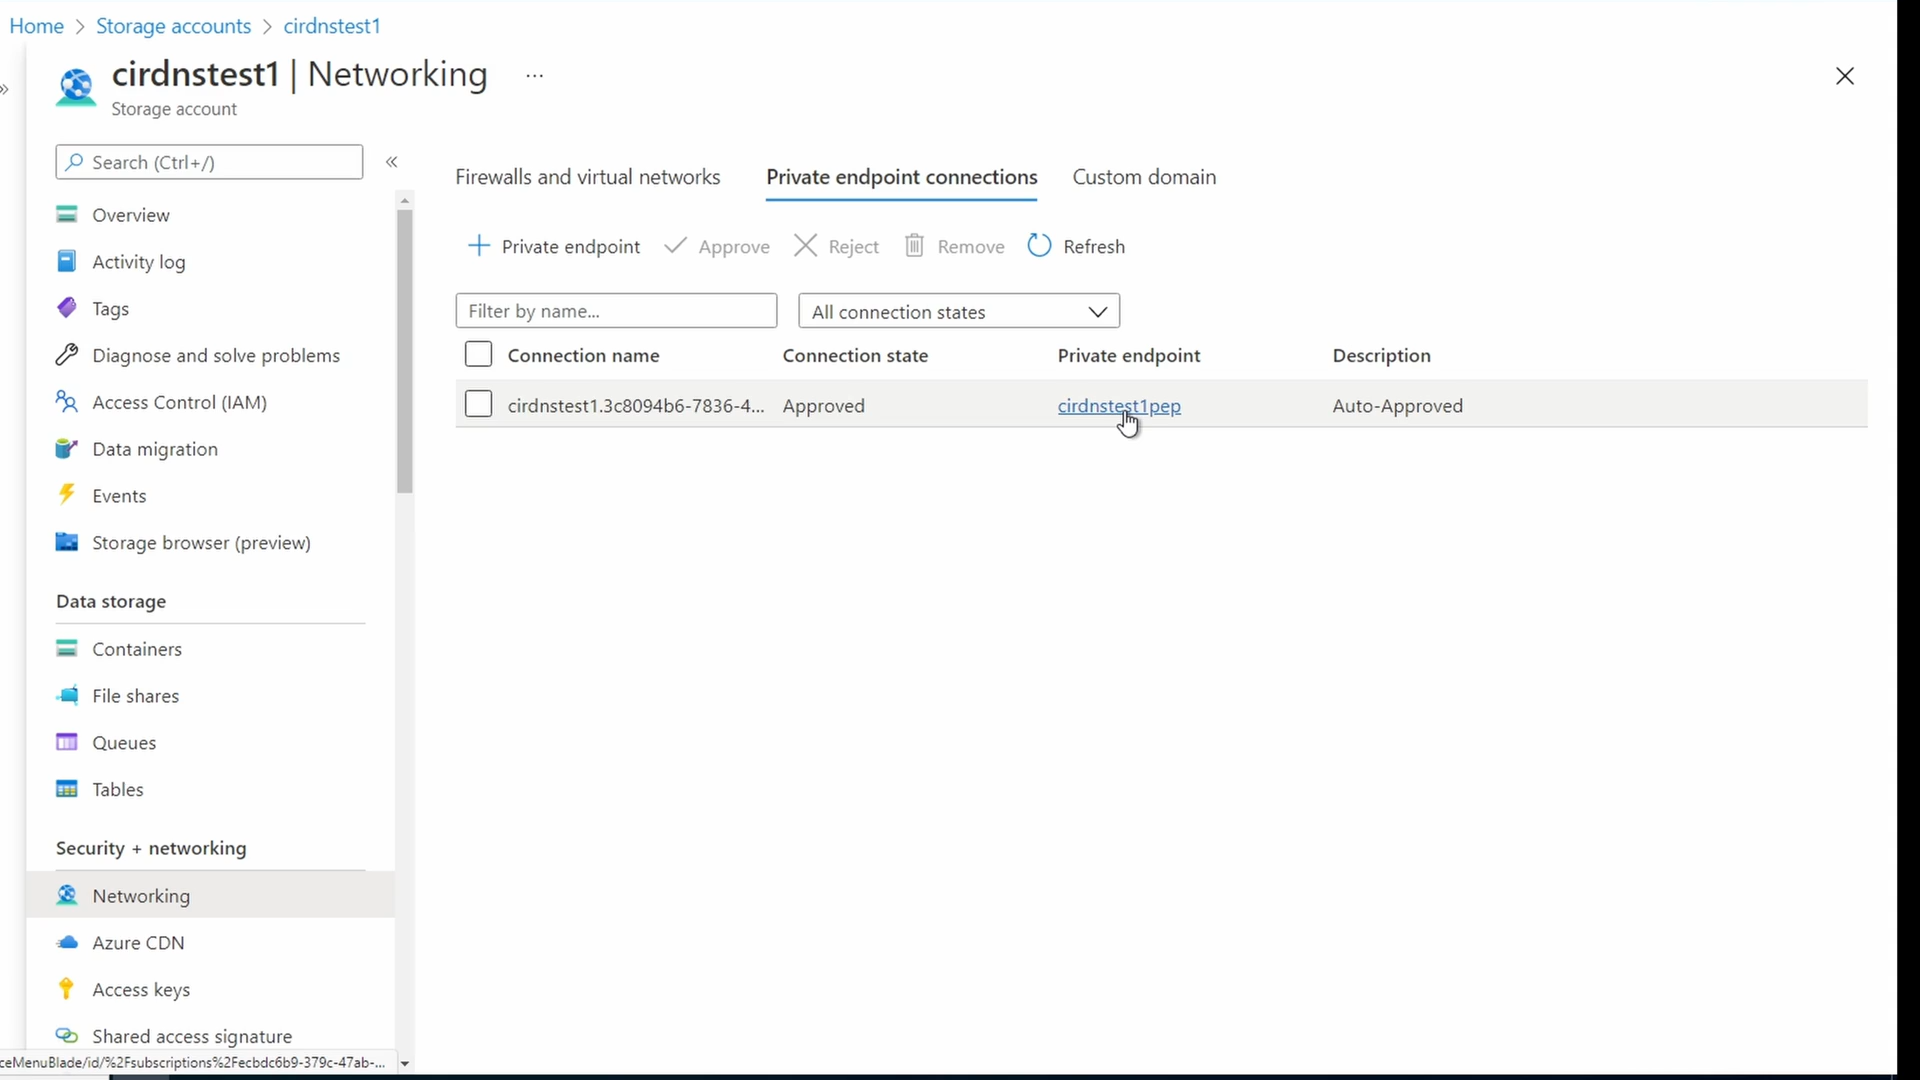 Home > Storage accounts > cirdnstest1
»
cirdnstest1 | Networking ...
Storage account
Search (Ctrl+/)
«
Overview
Activity log
Tags
Diagnose and solve problems
Access Control (IAM)
Data migration
Events
Storage browser (preview)
Data storage
Containers
File shares
Queues
Tables
Security + networking
Networking
Azure CDN
Access keys
Shared access signature
ceMenuBlade/id/%2Fsubscriptions%2Fecbdc6b9-379c-47ab-...
Firewalls and virtual networks Private endpoint connections Custom domain
+ Private endpoint Approve Reject Remove Refresh
Filter by name... All connection states
Connection name Connection state Private endpoint Description
cirdnstest1.3c8094b6-7836-4... Approved cirdnstest1pep Auto-Approved